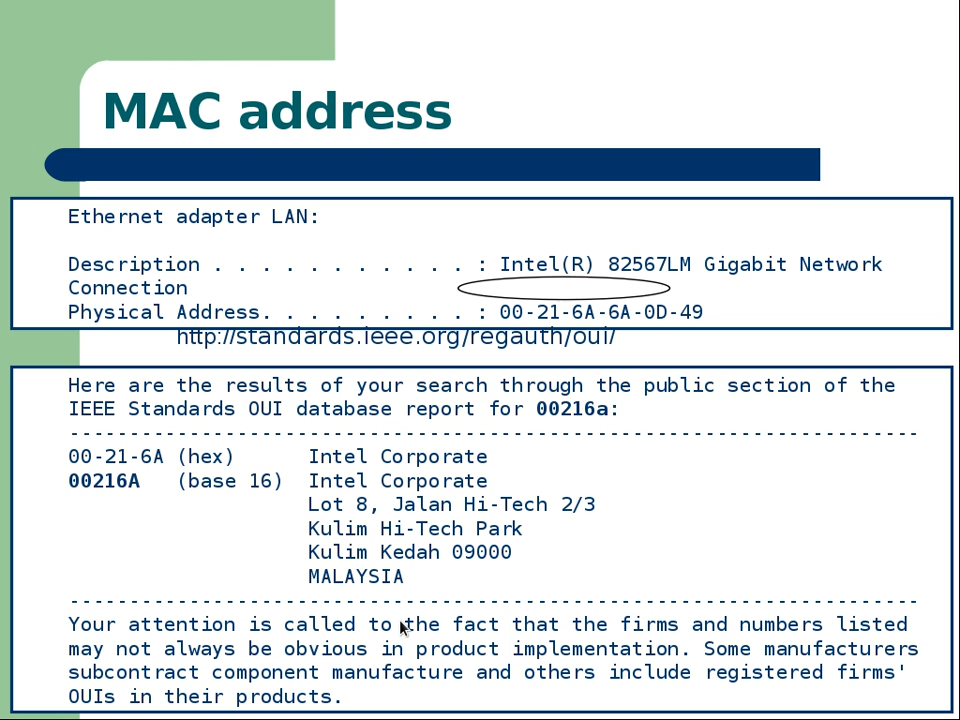 MAC address
Ethernet adapter LAN:
Description . . . . . . . . . . . : Intel(R) 82567LM Gigabit Network
Connection
Physical Address. . . . . . . . . : 00-21-6A-6A-0D-49
http://standards.ieee.org/regauth/oui/
Here are the results of your search through the public section of the
IEEE Standards OUI database report for 00216a:
-----------------------------------------------------------------------
00-21-6A (hex) Intel Corporate
00216A (base 16) Intel Corporate
Lot 8, Jalan Hi-Tech 2/3
Kulim Hi-Tech Park
Kulim Kedah 09000
MALAYSIA
-----------------------------------------------------------------------
Your attention is called to the fact that the firms and numbers listed
may not always be obvious in product implementation. Some manufacturers
subcontract component manufacture and others include registered firms'
OUIs in their products.